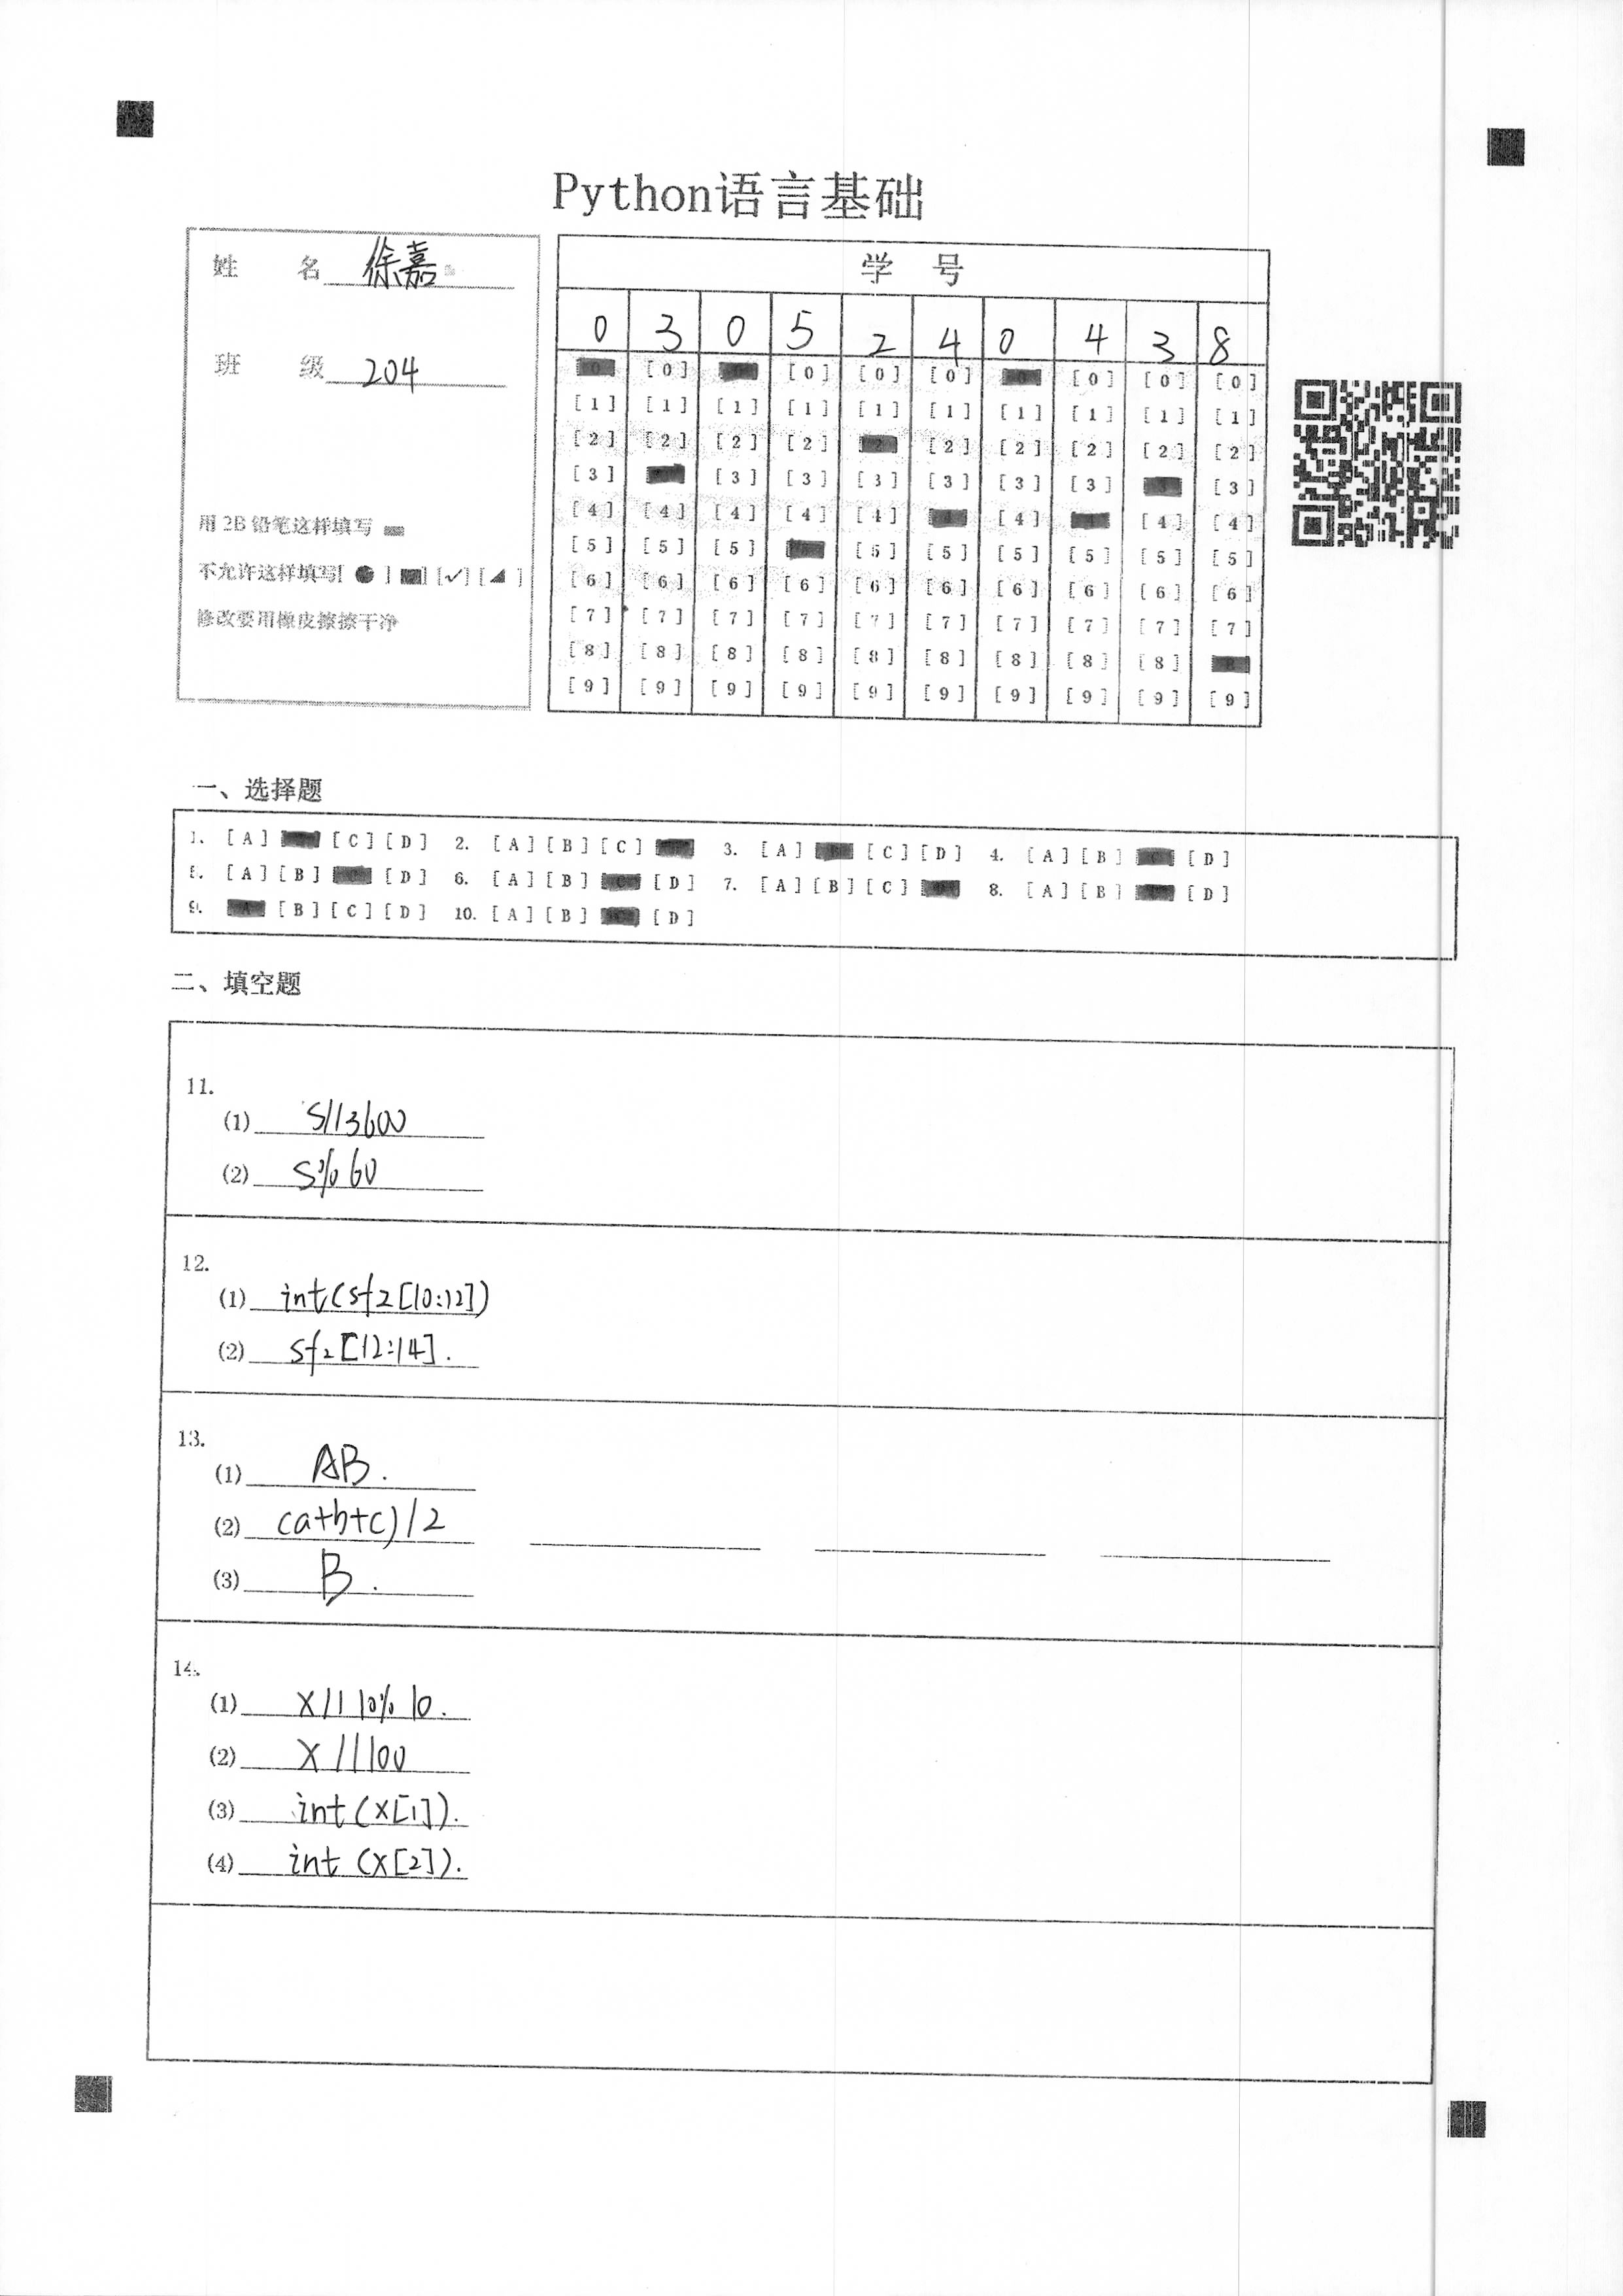 Python语言基础
姓 名 徐嘉
班 级 204
用2B铅笔这样填写
不允许这样填写[●][■][✓][◢]
修改要用橡皮擦擦干净
学 号
0 3 0 5 2 4 0 4 3 8
[0] [0] [0] [0] [0] [0] [0]
[1] [1] [1] [1] [1] [1] [1] [1] [1] [1]
[2] [2] [2] [2] [2] [2] [2] [2] [2] [2]
[3] [3] [3] [3] [3] [3] [3] [3] [3]
[4] [4] [4] [4] [4] [4] [4] [4]
[5] [5] [5] [5] [5] [5] [5] [5] [5]
[6] [6] [6] [6] [6] [6] [6] [6] [6] [6]
[7] [7] [7] [7] [7] [7] [7] [7] [7] [7]
[8] [8] [8] [8] [8] [8] [8] [8] [8] [8]
[9] [9] [9] [9] [9] [9] [9] [9] [9] [9]
一、选择题
1. [A] [C] [D] 2. [A] [B] [C] 3. [A] [B] [C] [D] 4. [A] [B] [C] [D]
5. [A] [B] [D] 6. [A] [B] [C] [D] 7. [A] [B] [C] 8. [A] [B] [D]
9. [A] [B] [C] [D] 10. [A] [B] [C] [D]
二、填空题
11.
(1) s//3600
(2) s%60
12.
(1) int(sfz[10:12])
(2) sfz[12:14].
13.
(1) AB.
(2) (a+b+c)/2
(3) B.
14.
(1) x//10%10.
(2) x//100
(3) int(x[1]).
(4) int(x[2]).